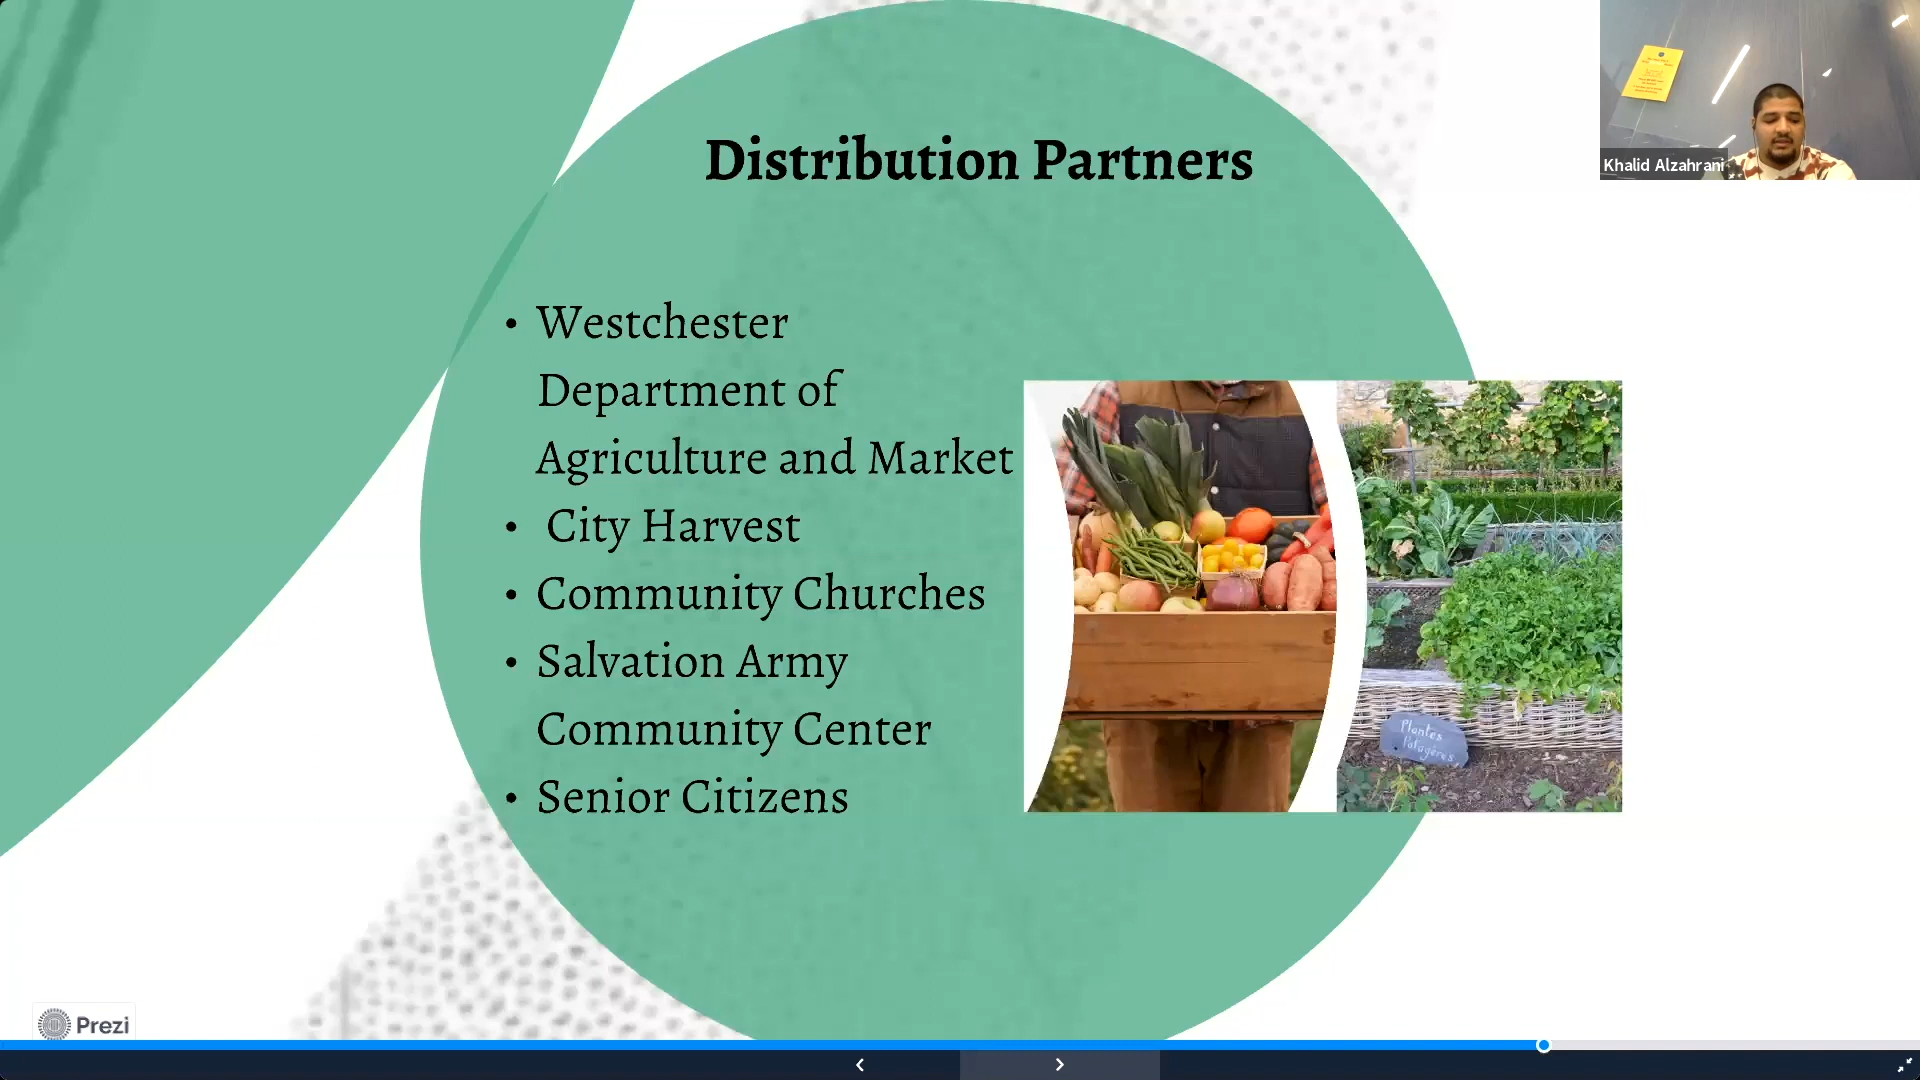 Distribution Partners
Khalid Alzahrani
• Westchester
Department of
Agriculture and Market
• City Harvest
• Community Churches
• Salvation Army
Community Center
• Senior Citizens
Plantes
Potagères
Prezi